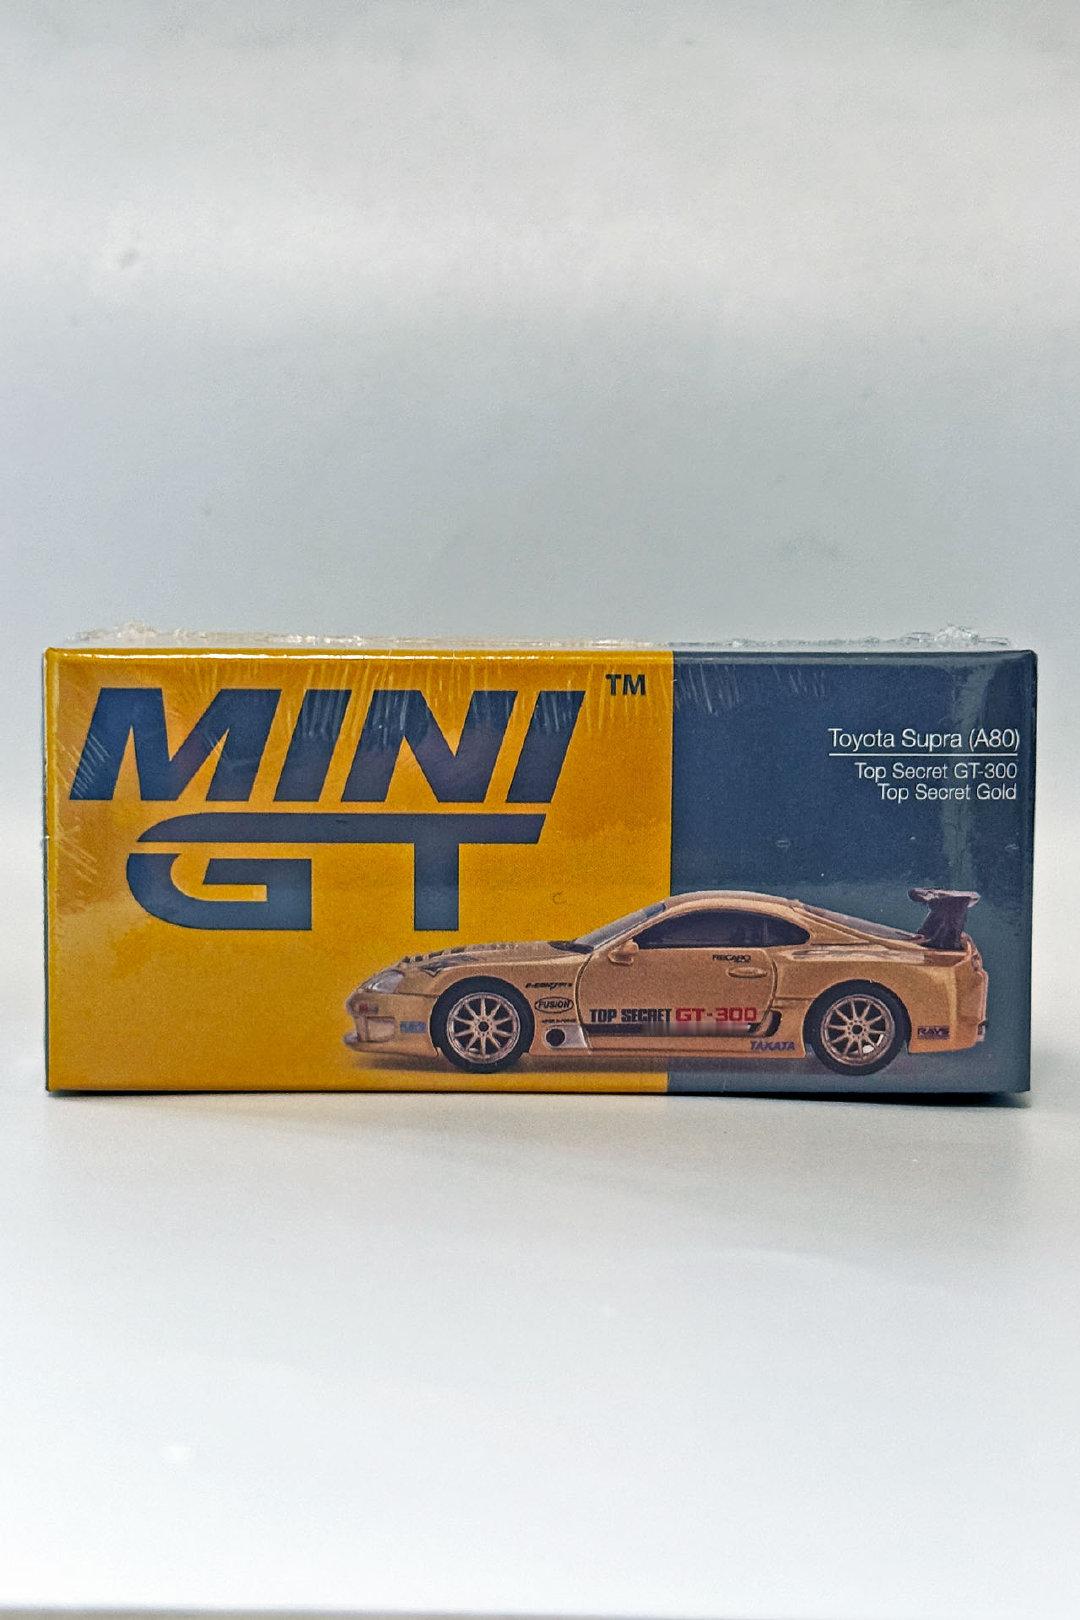 MINI
GT
TM
Toyota Supra (A80)
Top Secret GT-300
Top Secret Gold
RECARO
FUSION
TOP SECRET GT-300
TAKATA
RAYS